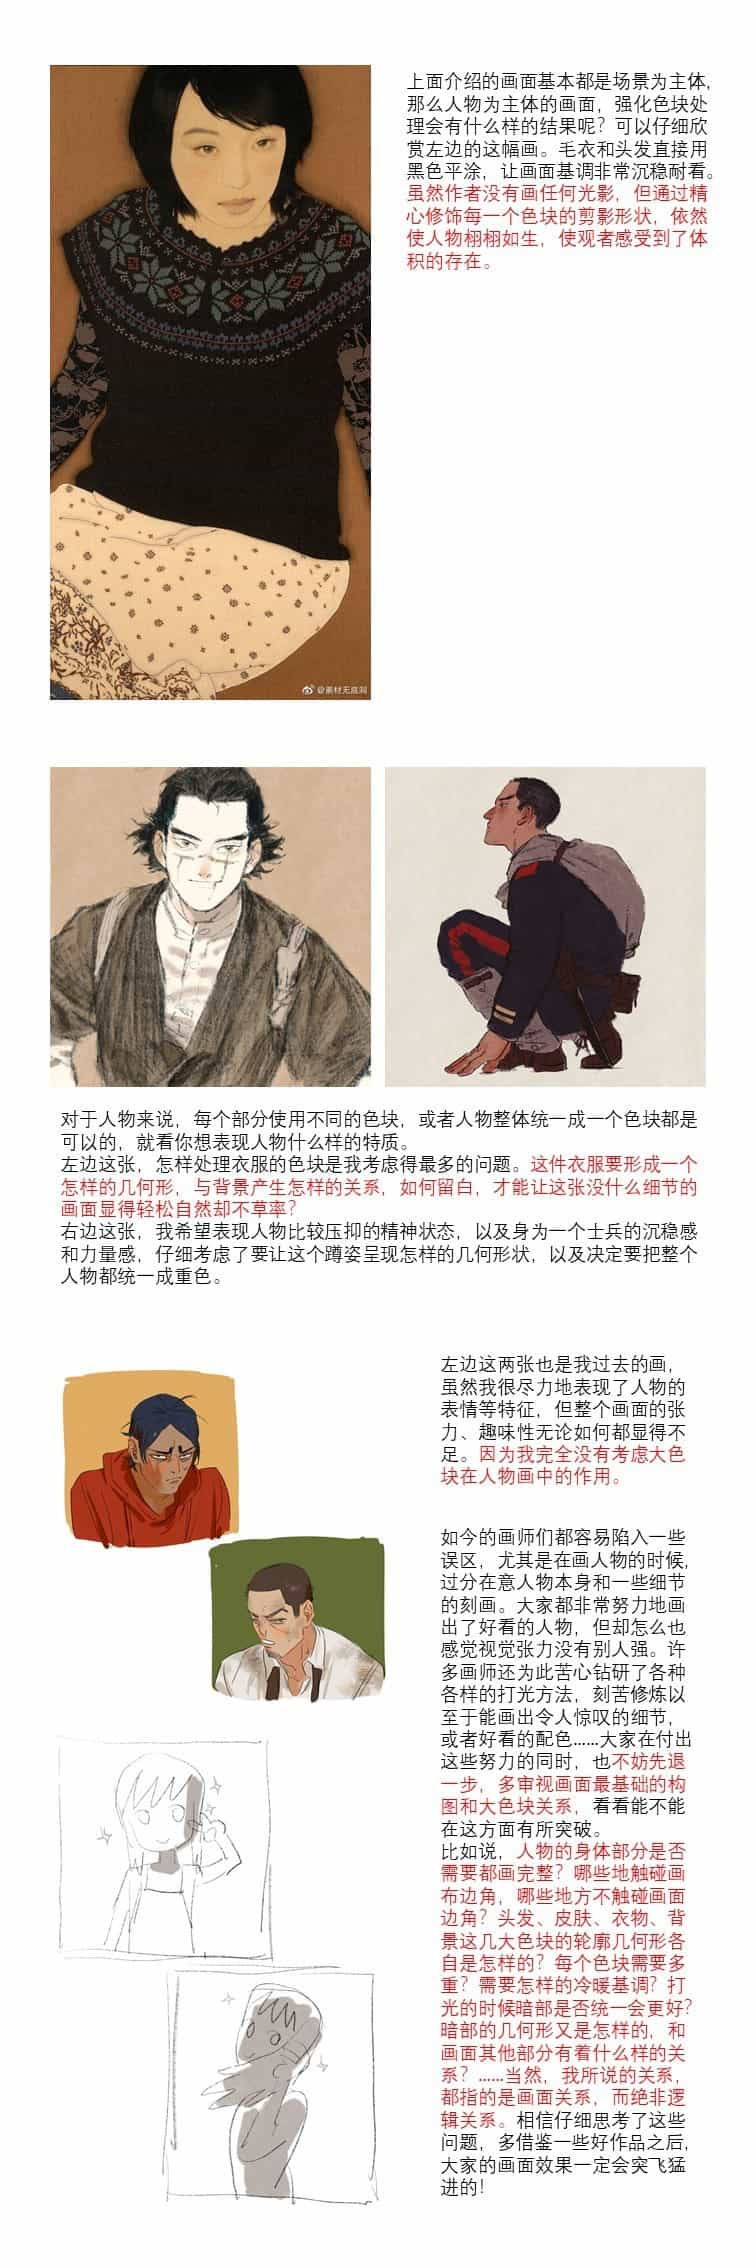 上面介绍的画面基本都是场景为主体,
那么人物为主体的画面，强化色块处
理会有什么样的结果呢？可以仔细欣
赏左边的这幅画。毛衣和头发直接用
黑色平涂，让画面基调非常沉稳耐看。
虽然作者没有画任何光影，但通过精
心修饰每一个色块的剪影形状，依然
使人物栩栩如生，使观者感受到了体
积的存在。
@素材无底洞
对于人物来说，每个部分使用不同的色块，或者人物整体统一成一个色块都是
可以的，就看你想表现人物什么样的特质。
左边这张，怎样处理衣服的色块是我考虑得最多的问题。这件衣服要形成一个
怎样的几何形，与背景产生怎样的关系，如何留白，才能让这张没什么细节的
画面显得轻松自然却不草率？
右边这张，我希望表现人物比较压抑的精神状态，以及身为一个士兵的沉稳感
和力量感，仔细考虑了要让这个蹲姿呈现怎样的几何形状，以及决定要把整个
人物都统一成重色。
左边这两张也是我过去的画，
虽然我很尽力地表现了人物的
表情等特征，但整个画面的张
力、趣味性无论如何都显得不
足。因为我完全没有考虑大色
块在人物画中的作用。
如今的画师们都容易陷入一些
误区，尤其是在画人物的时候,
过分在意人物本身和一些细节
的刻画。大家都非常努力地画
出了好看的人物，但却怎么也
感觉视觉张力没有别人强。许
多画师还为此苦心钻研了各种
各样的打光方法，刻苦修炼以
至于能画出令人惊叹的细节，
或者好看的配色……大家在付出
这些努力的同时，也不妨先退
一步，多审视画面最基础的构
图和大色块关系，看看能不能
在这方面有所突破。
比如说，人物的身体部分是否
需要都画完整？哪些地触碰画
布边角，哪些地方不触碰画面
边角？头发、皮肤、衣物、背
景这几大色块的轮廓几何形各
自是怎样的？每个色块需要多
重？需要怎样的冷暖基调？打
光的时候暗部是否统一会更好?
暗部的几何形又是怎样的，和
画面其他部分有着什么样的关
系？……当然，我所说的关系，
都指的是画面关系，而绝非逻
辑关系。相信仔细思考了这些
问题，多借鉴一些好作品之后,
大家的画面效果一定会突飞猛
进的！